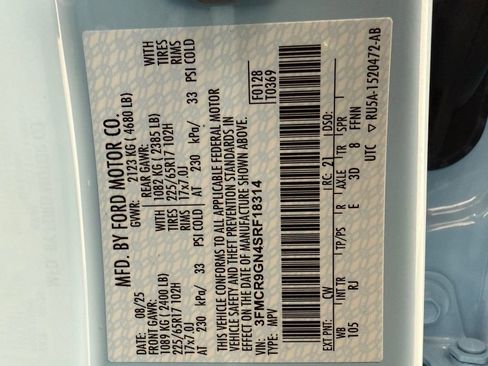 MFD. BY FORD MOTOR CO.
DATE: 08/25
GVWR: 2123 KG ( 4680 LB)
FRONT GAWR:
1089 KG ( 2400 LB)
225/65R17 102H
17x7.0J
AT 230 kPa/ 33 PSI COLD
WITH
TIRES
RIMS
REAR GAWR:
1082 KG ( 2385 LB)
225/65R17 102H
17x7.0J
AT 230 kPa/ 33 PSI COLD
WITH
TIRES
RIMS
THIS VEHICLE CONFORMS TO ALL APPLICABLE FEDERAL MOTOR
VEHICLE SAFETY AND THEFT PREVENTION STANDARDS IN
EFFECT ON THE DATE OF MANUFACTURE SHOWN ABOVE.
VIN: 3FMCR9GN4SRF18314
TYPE: MPV
F0128
T0369
EXT PNT: CW
RC: 21
DSO:
WB INT TR TP/PS R AXLE TR SPR
105 RJ E 3D 8 FFNN
UTC ▽ RU5A-1520472-AB